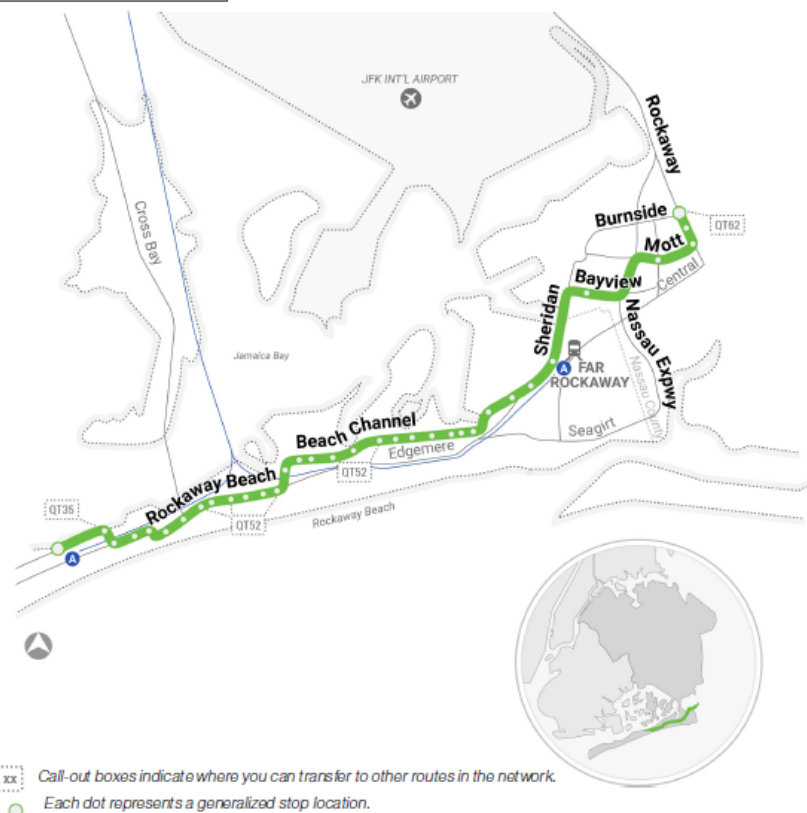 JFK INT'L AIRPORT
Rockaway
Cross Bay
Burnside
QT62
Mott
Central
Bayview
Sheridan
Nassau Expwy
Jamaica Bay
A
FAR
ROCKAWAY
Nassau County
Beach Channel
Edgemere
Seagirt
QT52
Rockaway Beach
QT35
QT52
Rockaway Beach
A
xx Call-out boxes indicate where you can transfer to other routes in the network.
Each dot represents a generalized stop location.